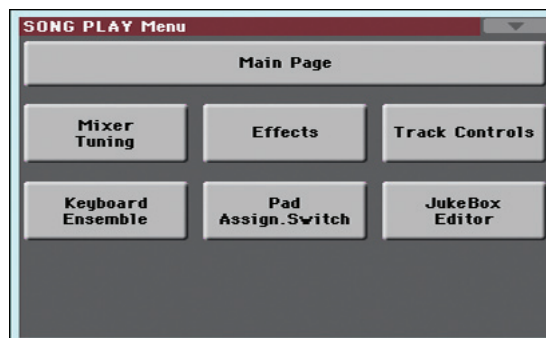 SONG PLAY Menu
Main Page
Mixer
Tuning
Effects
Track Controls
Keyboard
Ensemble
Pad
Assign.Switch
JukeBox
Editor